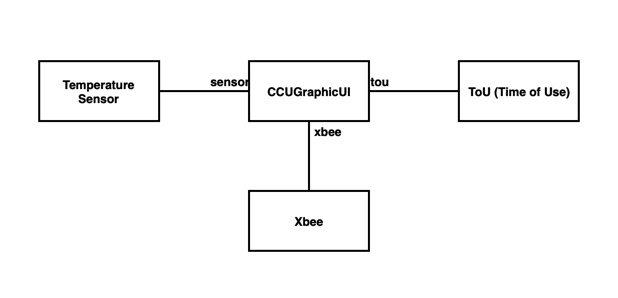 Temperature
Sensor
sensor
CCUGraphicUI
tou
ToU (Time of Use)
xbee
Xbee